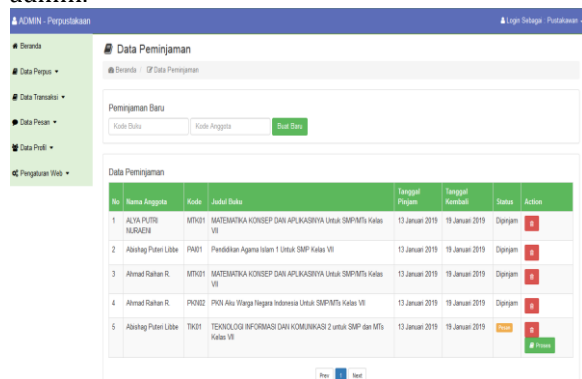 admin.
ADMIN - Perpustakaan
Login Sebagai : Pustakawan
Beranda
Data Perpus
Data Transaksi
Data Pesan
Data Profil
Pengaturan Web
Data Peminjaman
Beranda / Data Peminjaman
Peminjaman Baru
Kode Buku Kode Anggota Buat Baru
Data Peminjaman
No Nama Anggota Kode Judul Buku Tanggal Pinjam Tanggal Kembali Status Action
1 ALYA PUTRI NURAENI MTK01 MATEMATIKA KONSEP DAN APLIKASINYA Untuk SMP/MTs Kelas VII 13 Januari 2019 19 Januari 2019 Dipinjam
2 Abishag Puteri Libbe PAI01 Pendidikan Agama Islam 1 Untuk SMP Kelas VII 13 Januari 2019 19 Januari 2019 Dipinjam
3 Ahmad Raihan R. MTK01 MATEMATIKA KONSEP DAN APLIKASINYA Untuk SMP/MTs Kelas VII 13 Januari 2019 19 Januari 2019 Dipinjam
4 Ahmad Raihan R. PKN02 PKN Aku Warga Negara Indonesia Untuk SMP/MTs Kelas VII 13 Januari 2019 19 Januari 2019 Dipinjam
5 Abishag Puteri Libbe TIK01 TEKNOLOGI INFORMASI DAN KOMUNIKASI 2 untuk SMP dan MTs Kelas VII 13 Januari 2019 19 Januari 2019 Pesan
Proses
Prev 1 Next